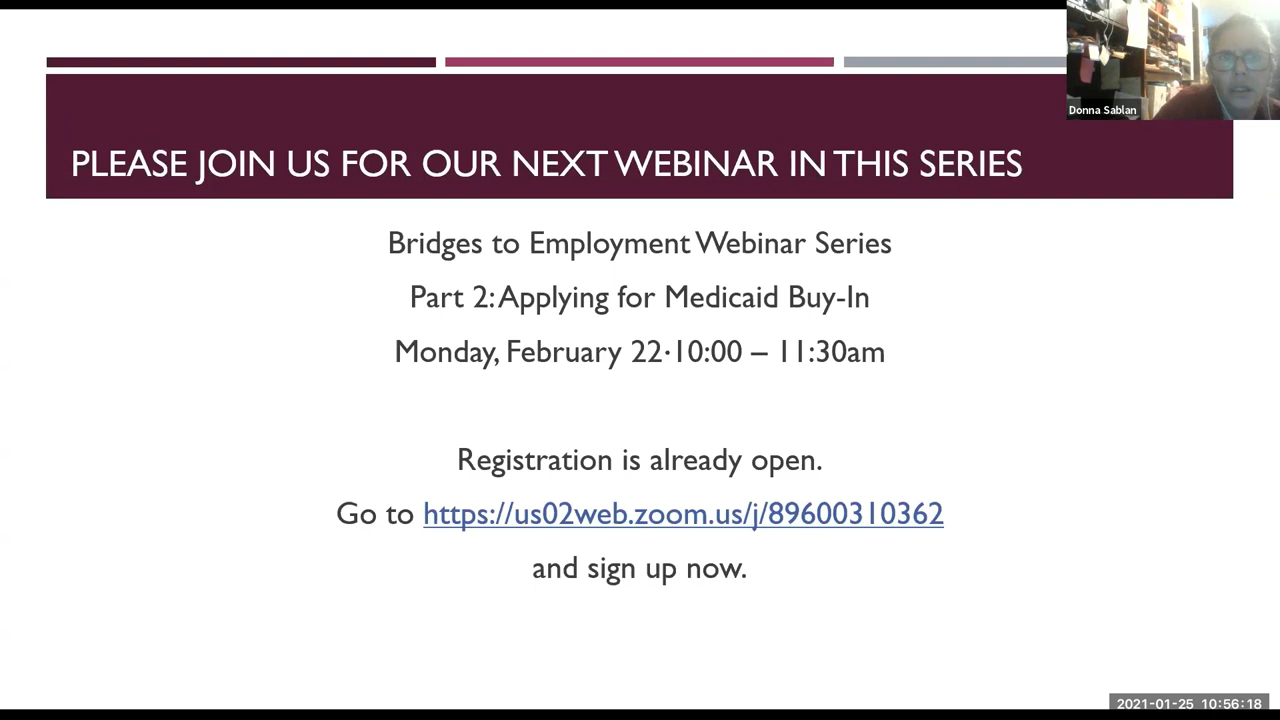 Donna Sablan
PLEASE JOIN US FOR OUR NEXT WEBINAR IN THIS SERIES
Bridges to Employment Webinar Series
Part 2: Applying for Medicaid Buy-In
Monday, February 22·10:00 – 11:30am
Registration is already open.
Go to https://us02web.zoom.us/j/89600310362
and sign up now.
2021-01-25 10:56:18